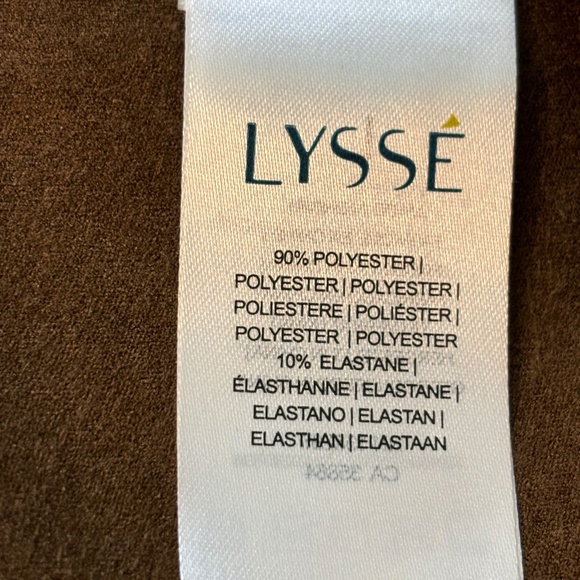 LYSSÉ
90% POLYESTER |
POLYESTER | POLYESTER |
POLIESTERE | POLIÉSTER |
POLYESTER | POLYESTER
10% ELASTANE |
ÉLASTHANNE | ELASTANE |
ELASTANO | ELASTAN |
ELASTHAN | ELASTAAN